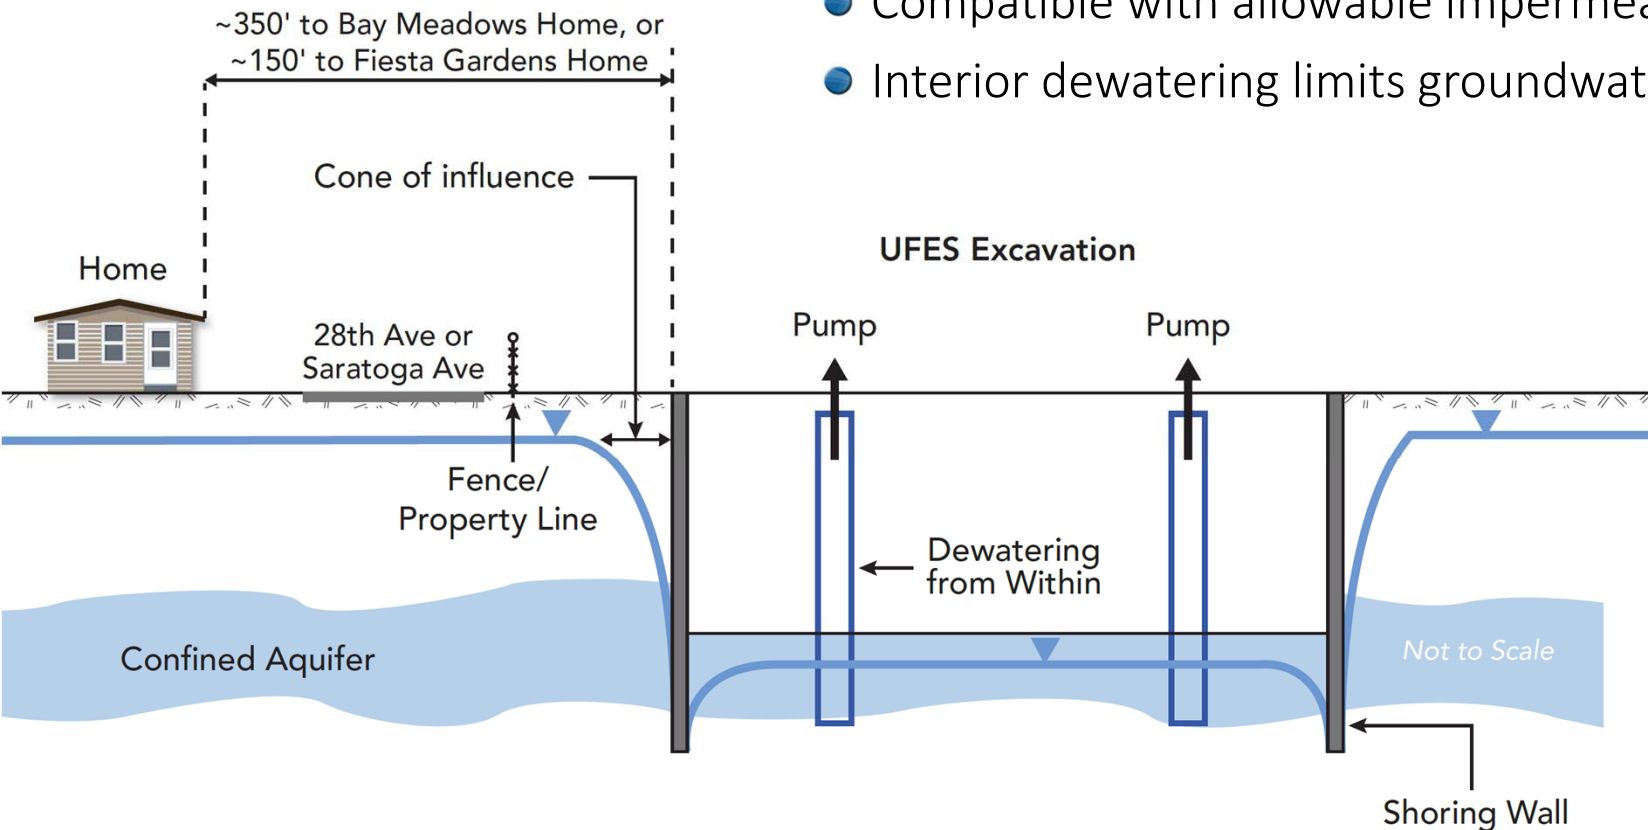 ~350' to Bay Meadows Home, or
~150' to Fiesta Gardens Home
Compatible with allowable
Interior dewatering limits
Cone of influence
UFES Excavation
Home
28th Ave or
Saratoga Ave
Pump
Pump
Fence/
Property Line
Dewatering
from Within
Confined Aquifer
Not to Scale
Shoring Wall